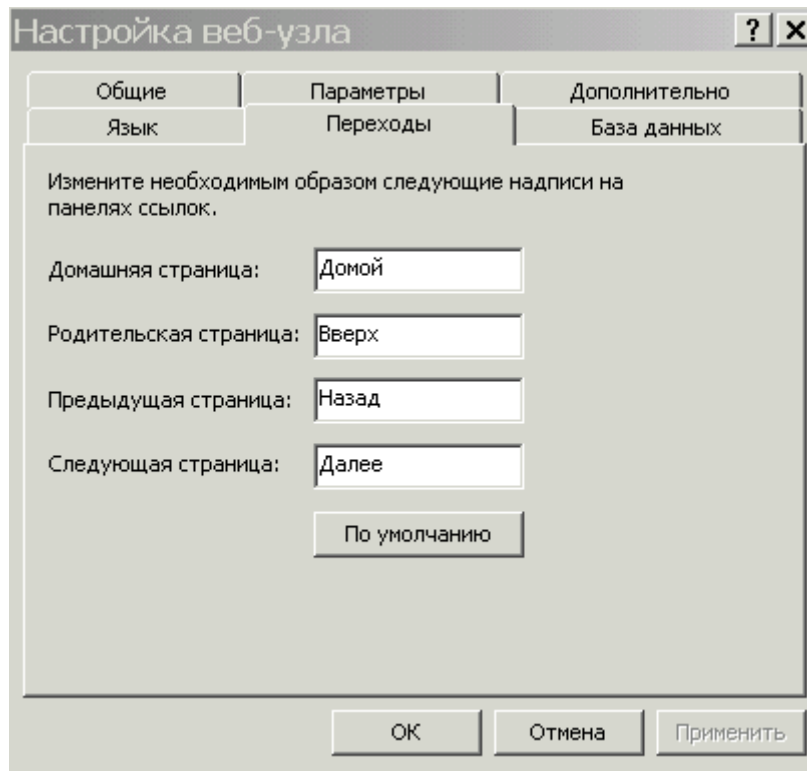 Настройка веб-узла
Общие Параметры Дополнительно
Язык Переходы База данных
Измените необходимым образом следующие надписи на
панелях ссылок.
Домашняя страница: Домой
Родительская страница: Вверх
Предыдущая страница: Назад
Следующая страница: Далее
По умолчанию
ОК Отмена Применить